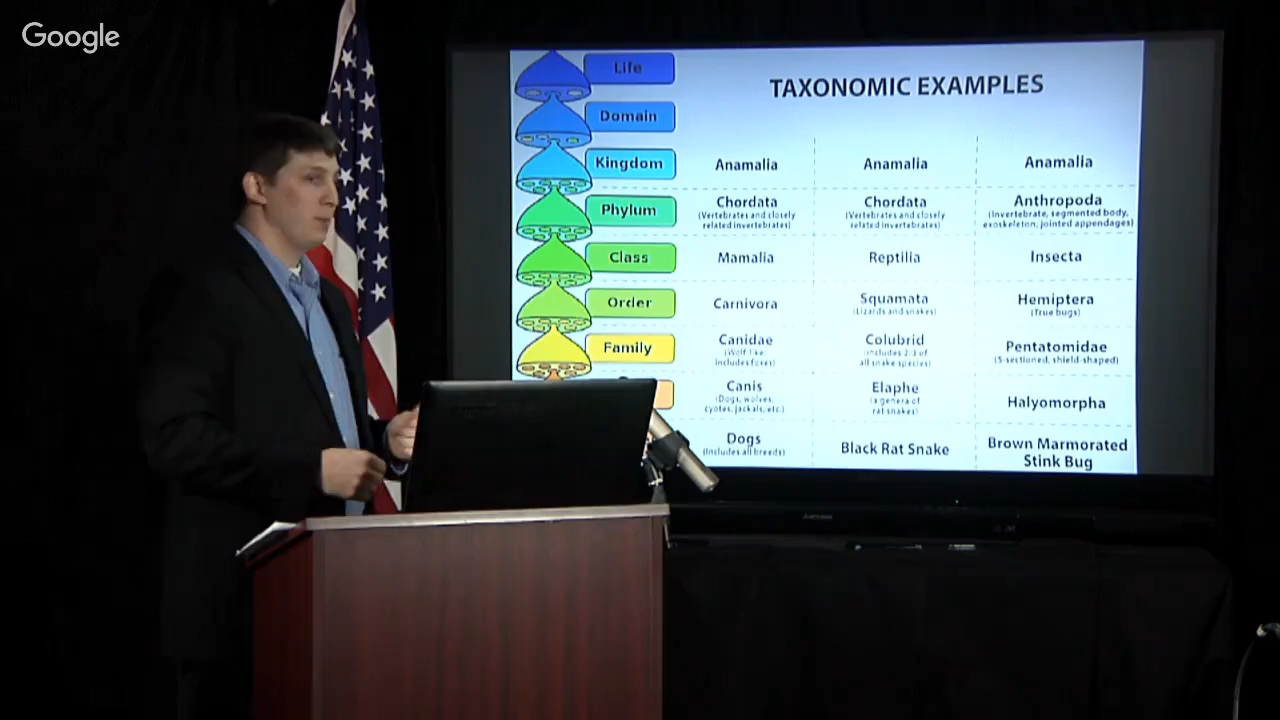 Google
TAXONOMIC EXAMPLES
Life
Domain
Kingdom
Anamalia
Anamalia
Anamalia
Phylum
Chordata
(Vertebrates and closely
related invertebrates)
Chordata
(Vertebrates and closely
related invertebrates)
Anthropoda
(Invertebrate, segmented body,
exoskeleton, jointed appendages)
Class
Mamalia
Reptilia
Insecta
Order
Carnivora
Squamata
(Lizards and snakes)
Hemiptera
(True bugs)
Family
Canidae
(Wolf-like,
includes foxes)
Colubrid
(includes 2/3 of
all snake species)
Pentatomidae
(5-sectioned, shield-shaped)
Canis
(Dogs, wolves,
cyotes, jackals, etc.)
Elaphe
(a genera of
rat snakes)
Halyomorpha
Dogs
(Includes all breeds)
Black Rat Snake
Brown Marmorated
Stink Bug